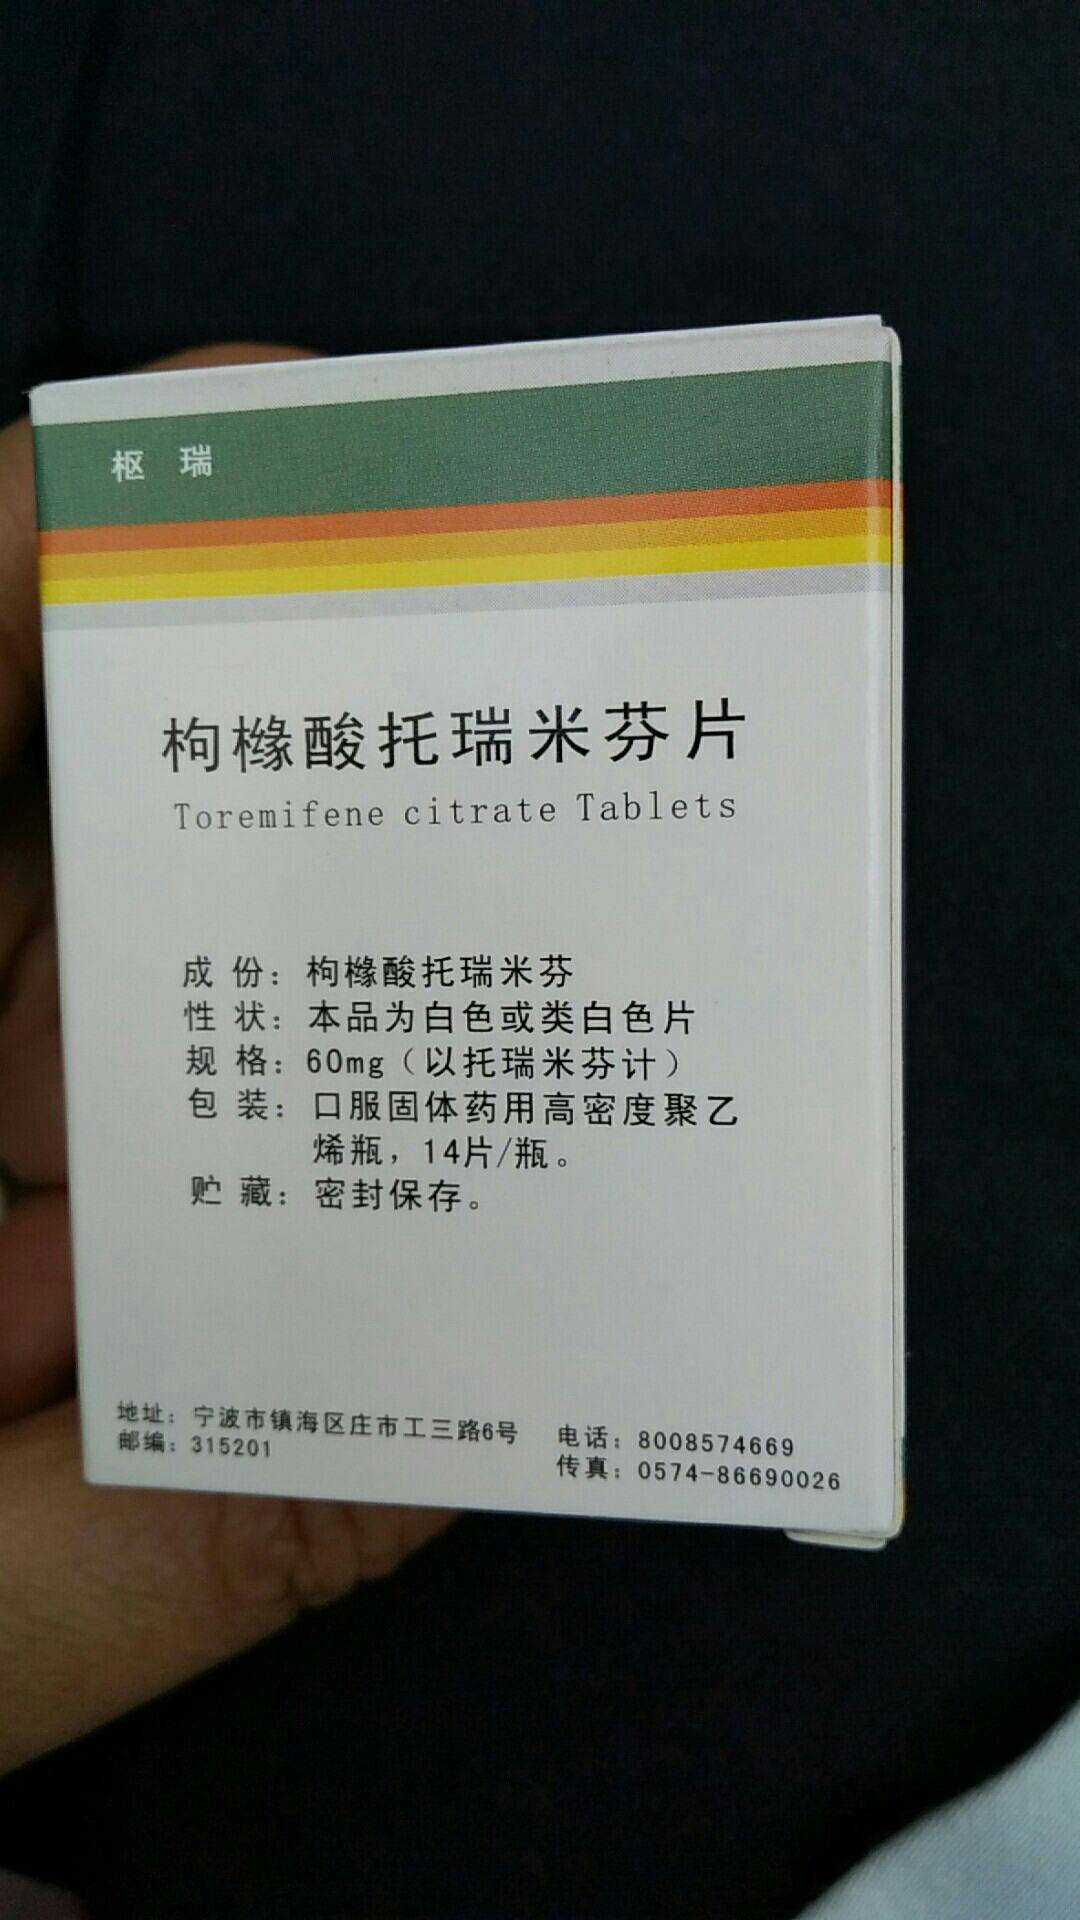 枢 瑞
枸橼酸托瑞米芬片
Toremifene citrate Tablets
成 份：枸橼酸托瑞米芬
性 状：本品为白色或类白色片
规 格：60mg（以托瑞米芬计）
包 装：口服固体药用高密度聚乙
烯瓶，14片/瓶。
贮 藏：密封保存。
地址：宁波市镇海区庄市工三路6号
邮编：315201
电话：8008574669
传真：0574-86690026